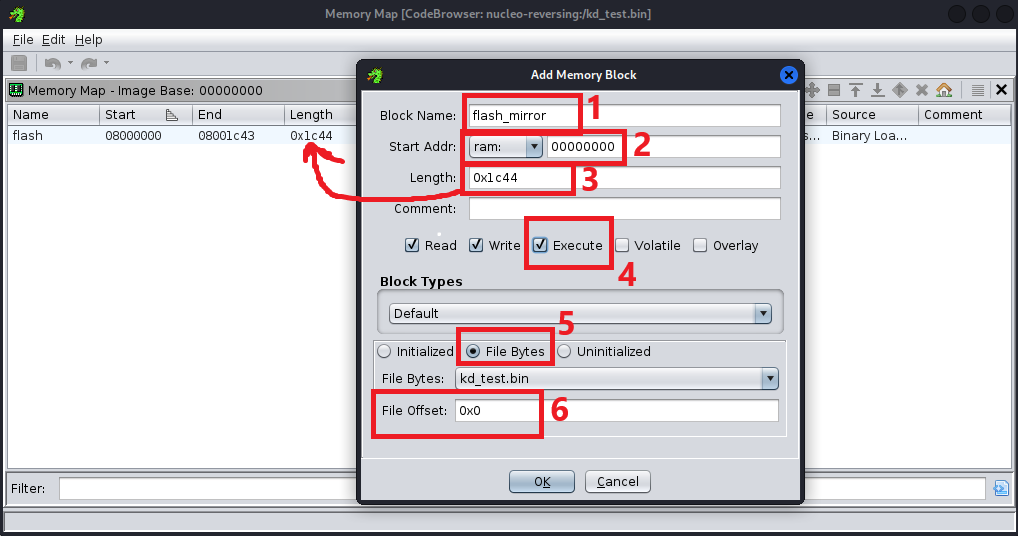 Memory Map [CodeBrowser: nucleo-reversing:/kd_test.bin]
File Edit Help
Memory Map - Image Base: 00000000
Name Start End Length e Source Comment
flash 08000000 08001c43 0x1c44 s... Binary Loa...
Add Memory Block
Block Name: flash_mirror 1
Start Addr: ram: 00000000 2
Length: 0x1c44 3
Comment:
Read Write Execute Volatile Overlay
4
Block Types
Default
5
Initialized File Bytes Uninitialized
File Bytes: kd_test.bin
File Offset: 0x0 6
OK Cancel
Filter: